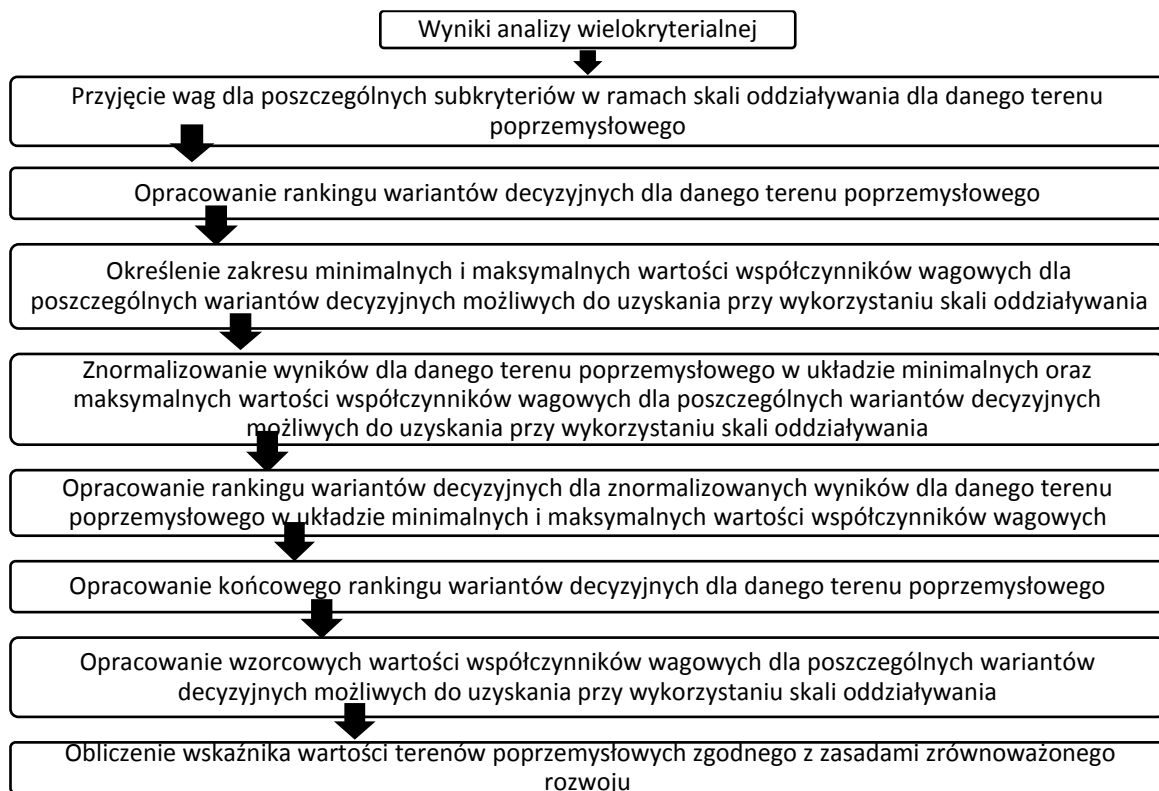 Wyniki analizy wielokryterialnej
Przyjęcie wag dla poszczególnych subkryteriów w ramach skali oddziaływania dla danego terenu
poprzemysłowego
Opracowanie rankingu wariantów decyzyjnych dla danego terenu poprzemysłowego
Określenie zakresu minimalnych i maksymalnych wartości współczynników wagowych dla
poszczególnych wariantów decyzyjnych możliwych do uzyskania przy wykorzystaniu skali oddziaływania
Znormalizowanie wyników dla danego terenu poprzemysłowego w układzie minimalnych oraz
maksymalnych wartości współczynników wagowych dla poszczególnych wariantów decyzyjnych
możliwych do uzyskania przy wykorzystaniu skali oddziaływania
Opracowanie rankingu wariantów decyzyjnych dla znormalizowanych wyników dla danego terenu
poprzemysłowego w układzie minimalnych i maksymalnych wartości współczynników wagowych
Opracowanie końcowego rankingu wariantów decyzyjnych dla danego terenu poprzemysłowego
Opracowanie wzorcowych wartości współczynników wagowych dla poszczególnych wariantów
decyzyjnych możliwych do uzyskania przy wykorzystaniu skali oddziaływania
Obliczenie wskaźnika wartości terenów poprzemysłowych zgodnego z zasadami zrównoważonego
rozwoju